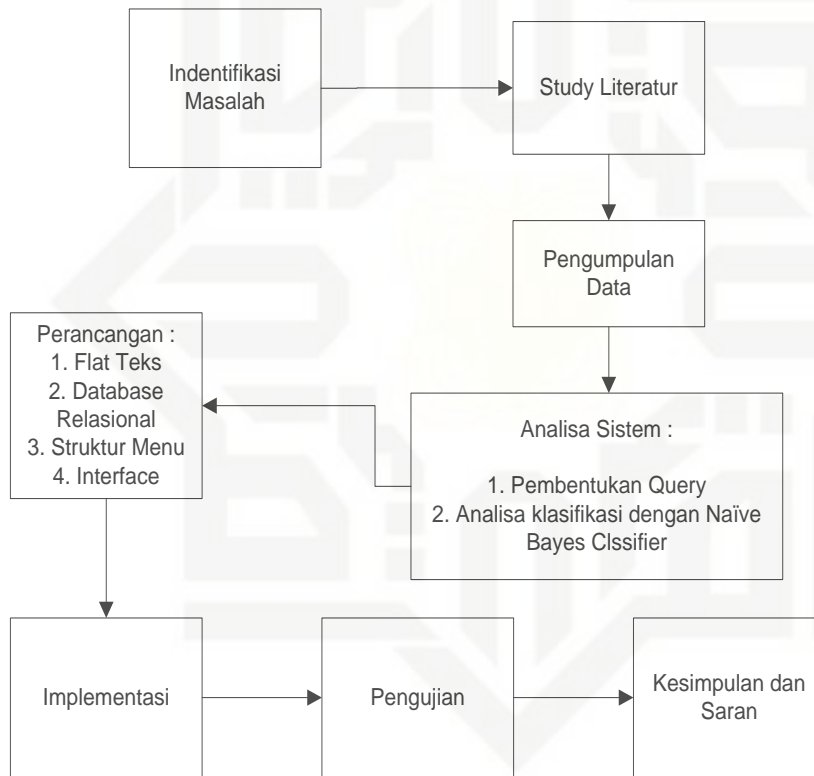 Indentifikasi
Masalah
Study Literatur
Pengumpulan
Data
Analisa Sistem :
1. Pembentukan Query
2. Analisa klasifikasi dengan Naïve
Bayes Clssifier
Perancangan :
1. Flat Teks
2. Database
Relasional
3. Struktur Menu
4. Interface
Implementasi
Pengujian
Kesimpulan dan
Saran